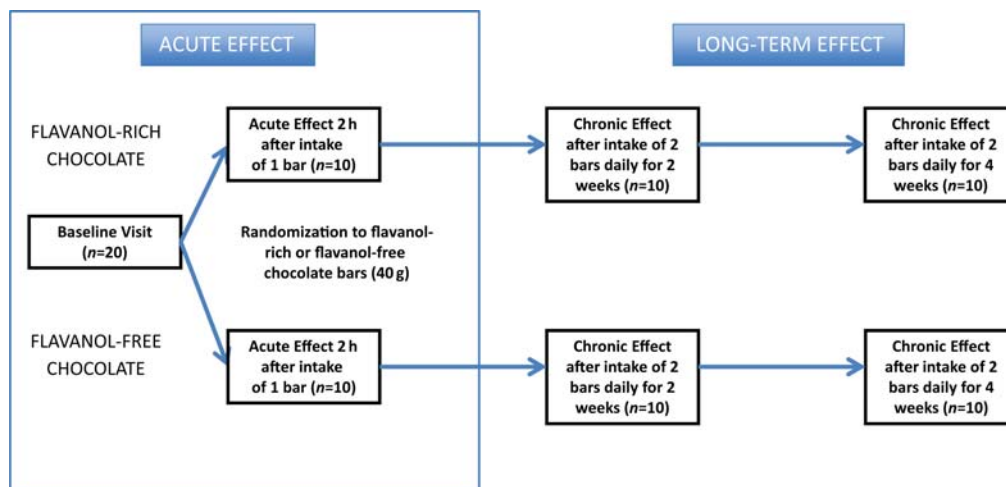 ACUTE EFFECT
LONG-TERM EFFECT
FLAVANOL-RICH
CHOCOLATE
Acute Effect 2 h
after intake
of 1 bar (n=10)
Chronic Effect
after intake of 2
bars daily for 2
weeks (n=10)
Chronic Effect
after intake of 2
bars daily for 4
weeks (n=10)
Baseline Visit
(n=20)
Randomization to flavanol-
rich or flavanol-free
chocolate bars (40 g)
FLAVANOL-FREE
CHOCOLATE
Acute Effect 2 h
after intake
of 1 bar (n=10)
Chronic Effect
after intake of 2
bars daily for 2
weeks (n=10)
Chronic Effect
after intake of 2
bars daily for 4
weeks (n=10)